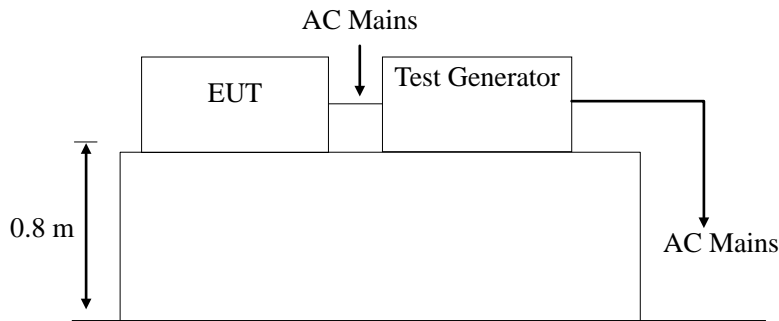 AC Mains
EUT
Test Generator
0.8 m
AC Mains